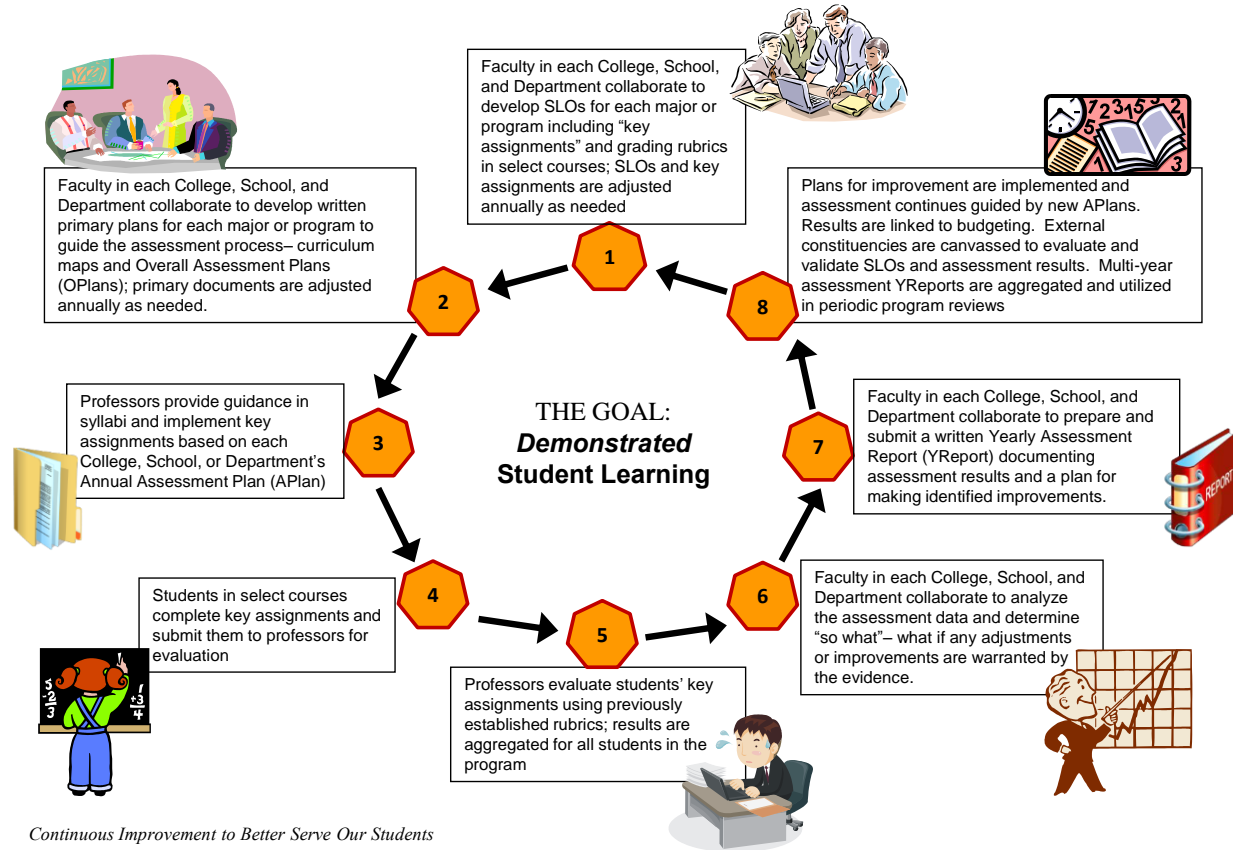 Faculty in each College, School,
and Department collaborate to
develop SLOs for each major or
program including “key
assignments” and grading rubrics
in select courses; SLOs and key
assignments are adjusted
annually as needed
1
Faculty in each College, School, and
Department collaborate to develop written
primary plans for each major or program to
guide the assessment process– curriculum
maps and Overall Assessment Plans
(OPlans); primary documents are adjusted
annually as needed.
2
Professors provide guidance in
syllabi and implement key
assignments based on each
College, School, or Department’s
Annual Assessment Plan (APlan)
3
Students in select courses
complete key assignments and
submit them to professors for
evaluation
4
5
-2
3
1
+3
4
5
Professors evaluate students’ key
assignments using previously
established rubrics; results are
aggregated for all students in the
program
6
Faculty in each College, School, and
Department collaborate to analyze
the assessment data and determine
“so what”– what if any adjustments
or improvements are warranted by
the evidence.
7
Faculty in each College, School, and
Department collaborate to prepare and
submit a written Yearly Assessment
Report (YReport) documenting
assessment results and a plan for
making identified improvements.
REPORT
8
Plans for improvement are implemented and
assessment continues guided by new APlans.
Results are linked to budgeting.  External
constituencies are canvassed to evaluate and
validate SLOs and assessment results.  Multi-year
assessment YReports are aggregated and utilized
in periodic program reviews
THE GOAL:
Demonstrated
Student Learning
Continuous Improvement to Better Serve Our Students